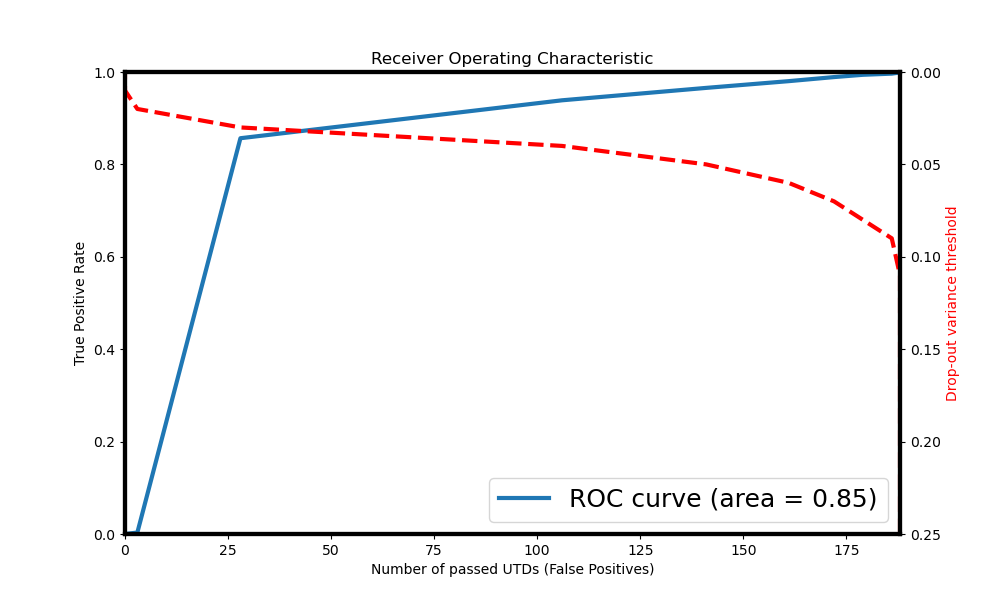 Receiver Operating Characteristic
1.0
0.8
0.6
0.4
0.2
0.0
True Positive Rate
0.00
0.05
0.10
0.15
0.20
0.25
Drop-out variance threshold
ROC curve (area = 0.85)
0 25 50 75 100 125 150 175
Number of passed UTDs (False Positives)